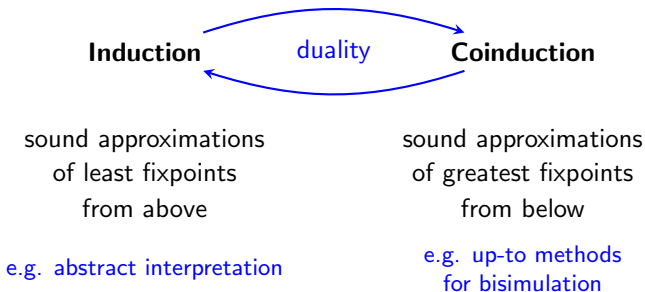 Induction
duality
Coinduction
sound approximations
of least fixpoints
from above
e.g. abstract interpretation
sound approximations
of greatest fixpoints
from below
e.g. up-to methods
for bisimulation